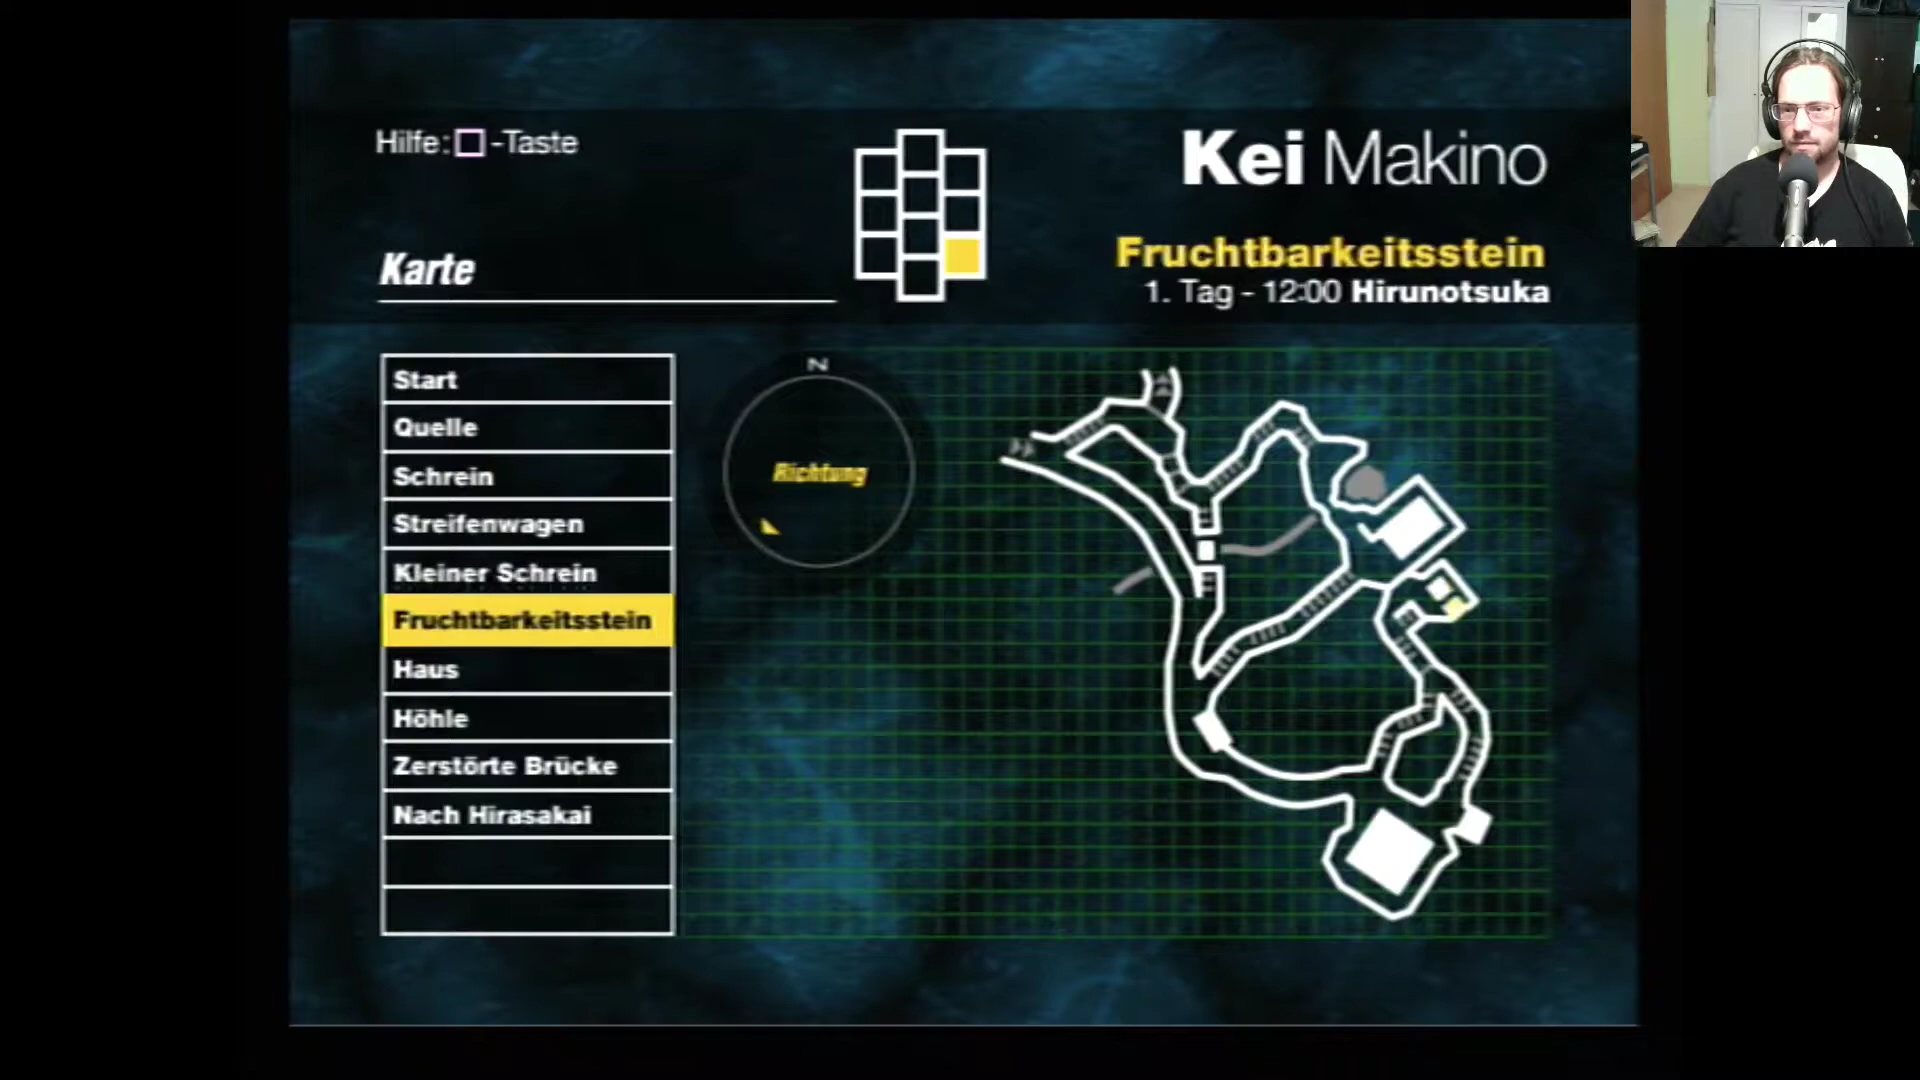 Hilfe: -Taste
Kei Makino
Karte
Fruchtbarkeitsstein
1. Tag - 12:00 Hirunotsuka
Start
Quelle
Schrein
Streifenwagen
Kleiner Schrein
Fruchtbarkeitsstein
Haus
Höhle
Zerstörte Brücke
Nach Hirasakai
N
Richtung